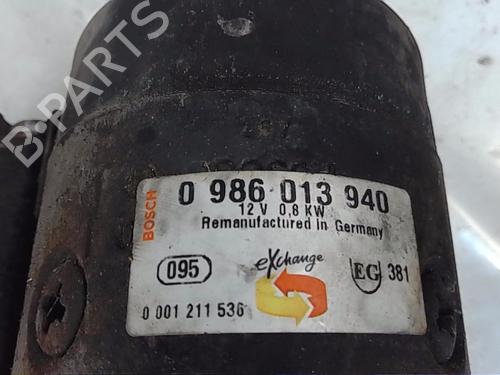 B-PARTS
BOSCH
0 986 013 940
12 V 0,8 KW
Remanufactured in Germany
095
eXchange
EG 381
0 001 211 536